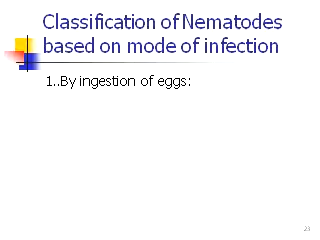 Classification of Nematodes
based on mode of infection
1..By ingestion of eggs:
23